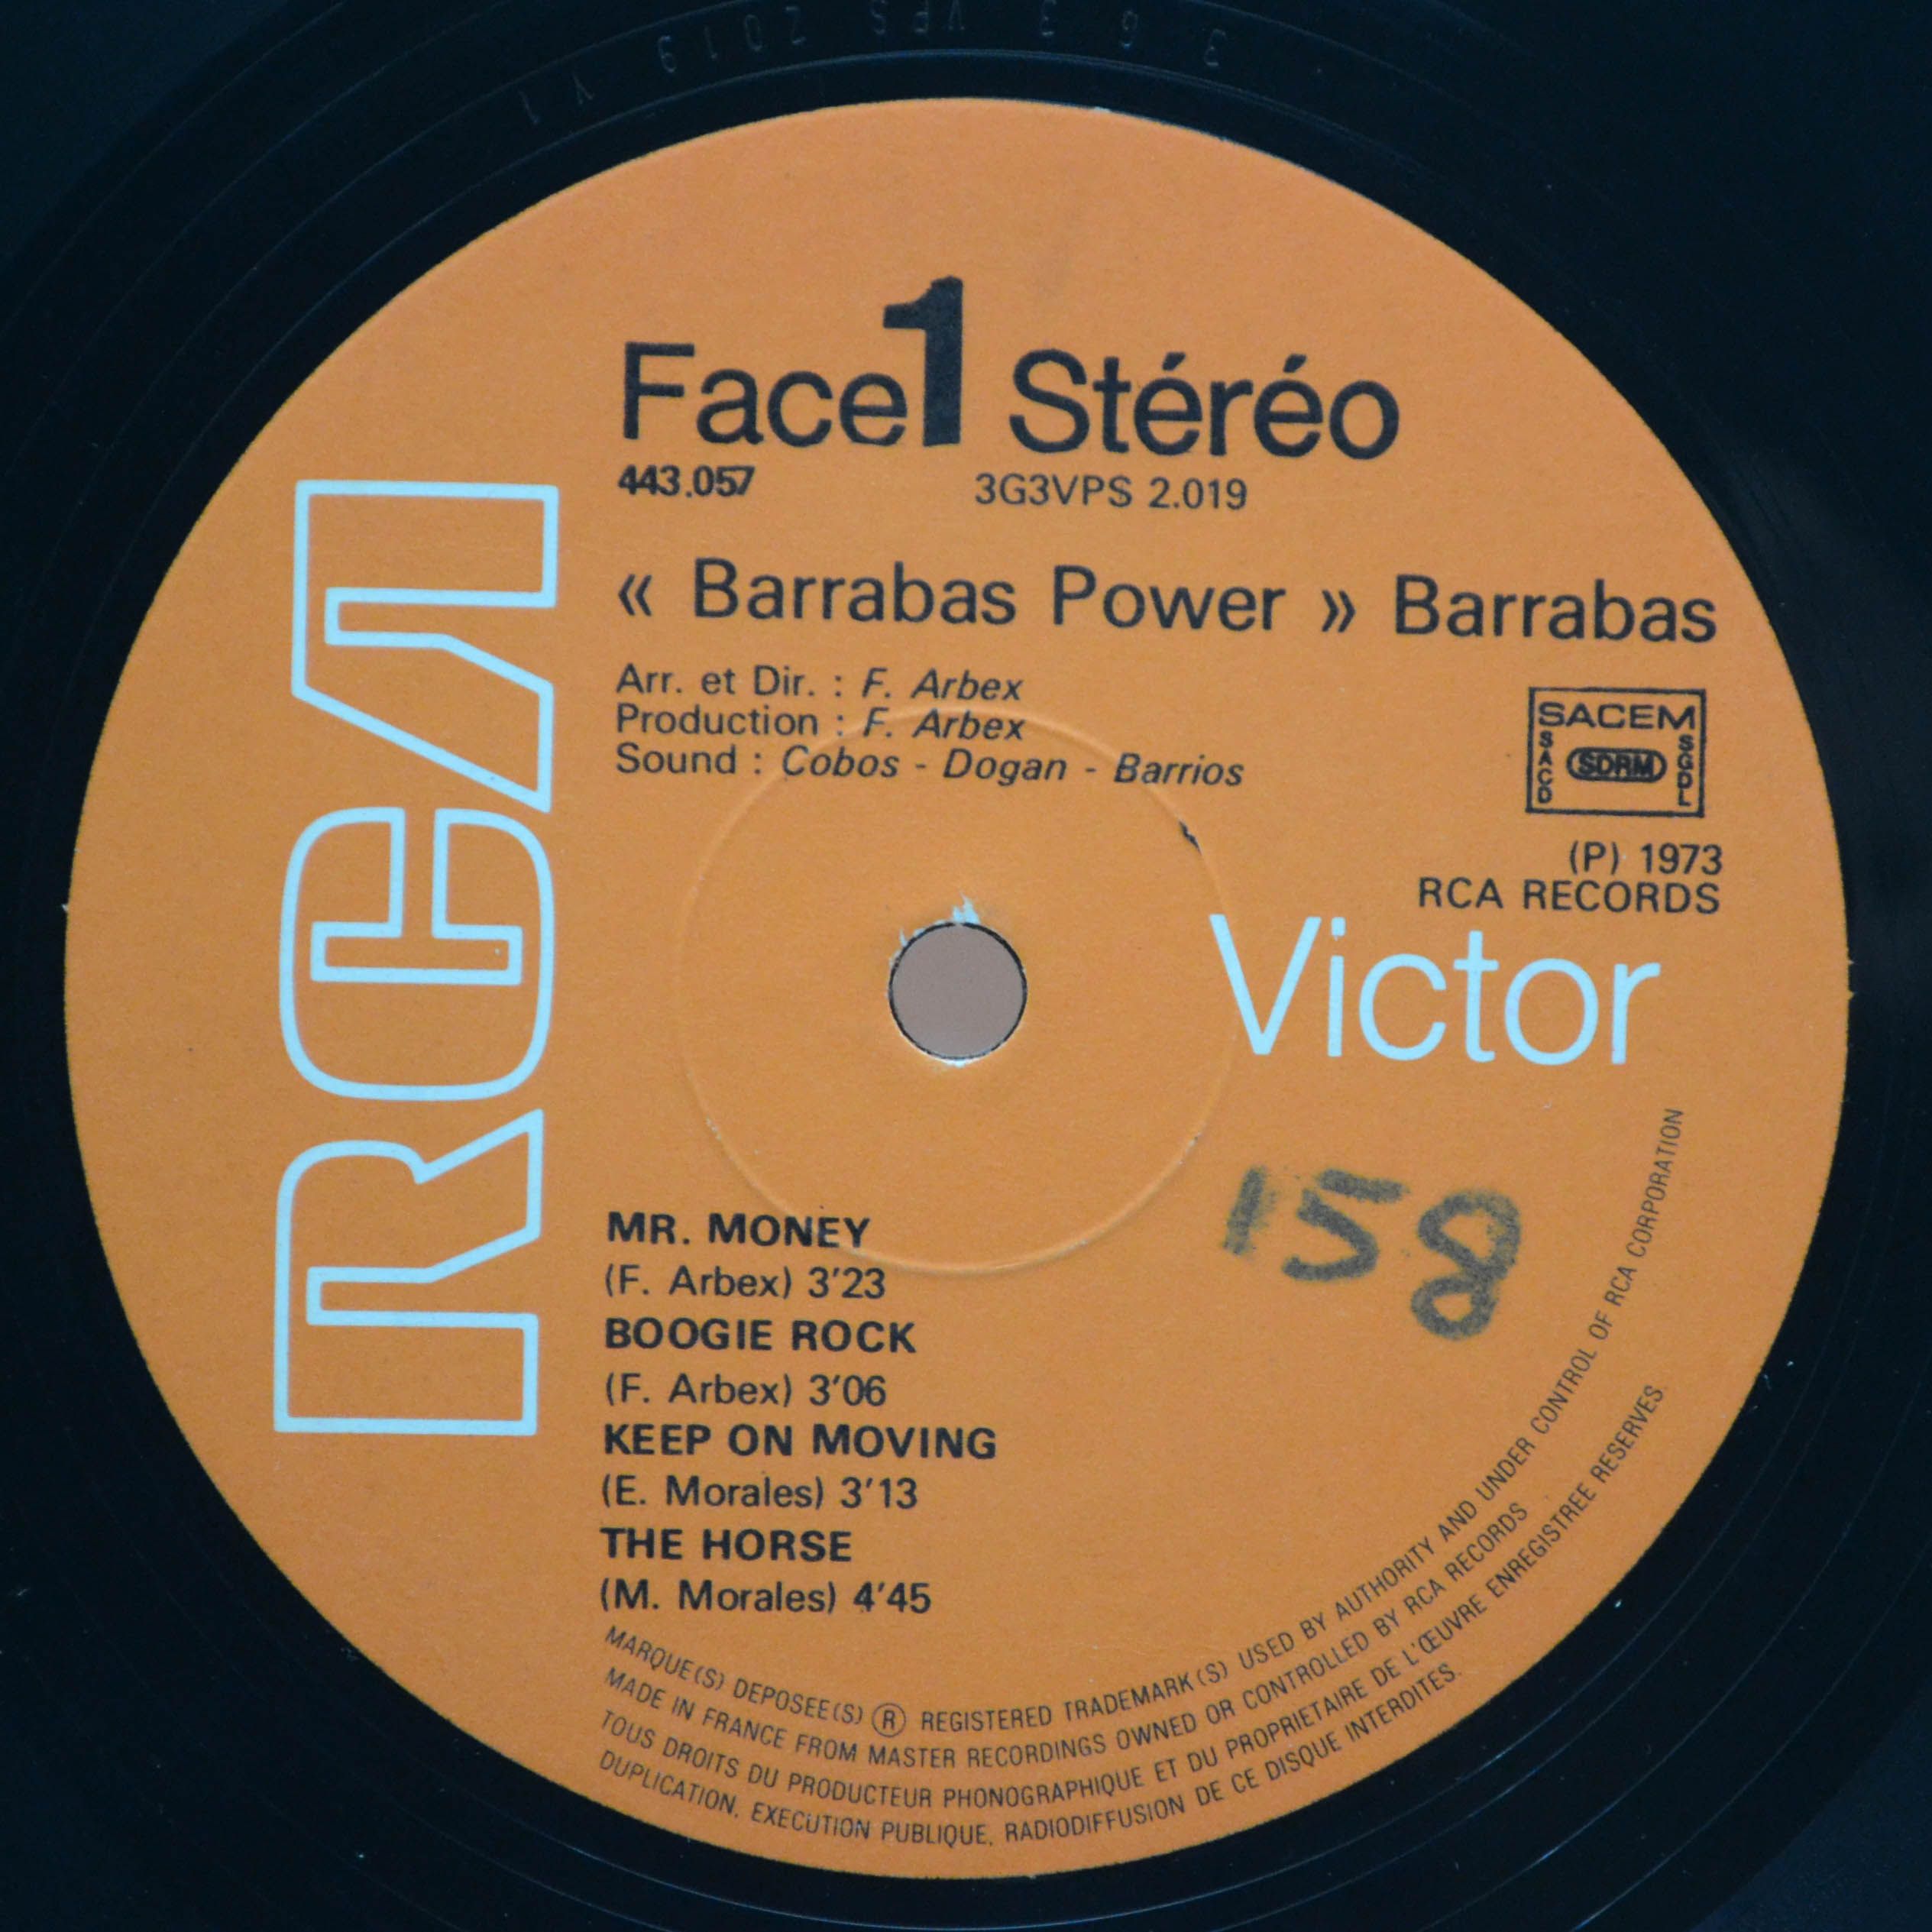 3G3 VPS 2019 Y 1
Face 1 Stéréo
443.057 3G3VPS 2.019
« Barrabas Power » Barrabas
Arr. et Dir. : F. Arbex
Production : F. Arbex
Sound : Cobos - Dogan - Barrios
SACEM
SACD
SDRM
SGDL
(P) 1973
RCA RECORDS
RCA
Victor
158
MR. MONEY
(F. Arbex) 3'23
BOOGIE ROCK
(F. Arbex) 3'06
KEEP ON MOVING
(E. Morales) 3'13
THE HORSE
(M. Morales) 4'45
MARQUE(S) DEPOSEE(S) ® REGISTERED TRADEMARK(S) USED BY AUTHORITY AND UNDER CONTROL OF RCA CORPORATION
MADE IN FRANCE FROM MASTER RECORDINGS OWNED OR CONTROLLED BY RCA RECORDS
TOUS DROITS DU PRODUCTEUR PHONOGRAPHIQUE ET DU PROPRIETAIRE DE L'ŒUVRE ENREGISTREE RESERVES
DUPLICATION, EXECUTION PUBLIQUE, RADIODIFFUSION DE CE DISQUE INTERDITES.